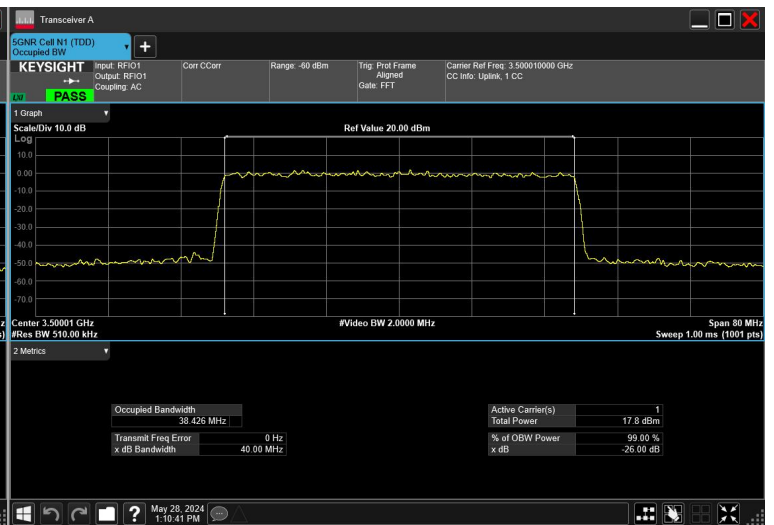 Transceiver A
5GNR Cell N1 (TDD)
Occupied BW
KEYSIGHT
Input: RFIO1
Output: RFIO1
Coupling: AC
Corr CCorr
Range: -60 dBm
Trig: Prot Frame
Aligned
Gate: FFT
Carrier Ref Freq: 3.500010000 GHz
CC Info: Uplink, 1 CC
LXI
PASS
1 Graph
Scale/Div 10.0 dB
Ref Value 20.00 dBm
Log
10.0
0.00
-10.0
-20.0
-30.0
-40.0
-50.0
-60.0
-70.0
Center 3.50001 GHz
#Video BW 2.0000 MHz
Span 80 MHz
#Res BW 510.00 kHz
Sweep 1.00 ms (1001 pts)
2 Metrics
Occupied Bandwidth
38.426 MHz
Transmit Freq Error 0 Hz
x dB Bandwidth 40.00 MHz
Active Carrier(s) 1
Total Power 17.8 dBm
% of OBW Power 99.00 %
x dB -26.00 dB
May 28, 2024
1:10:41 PM